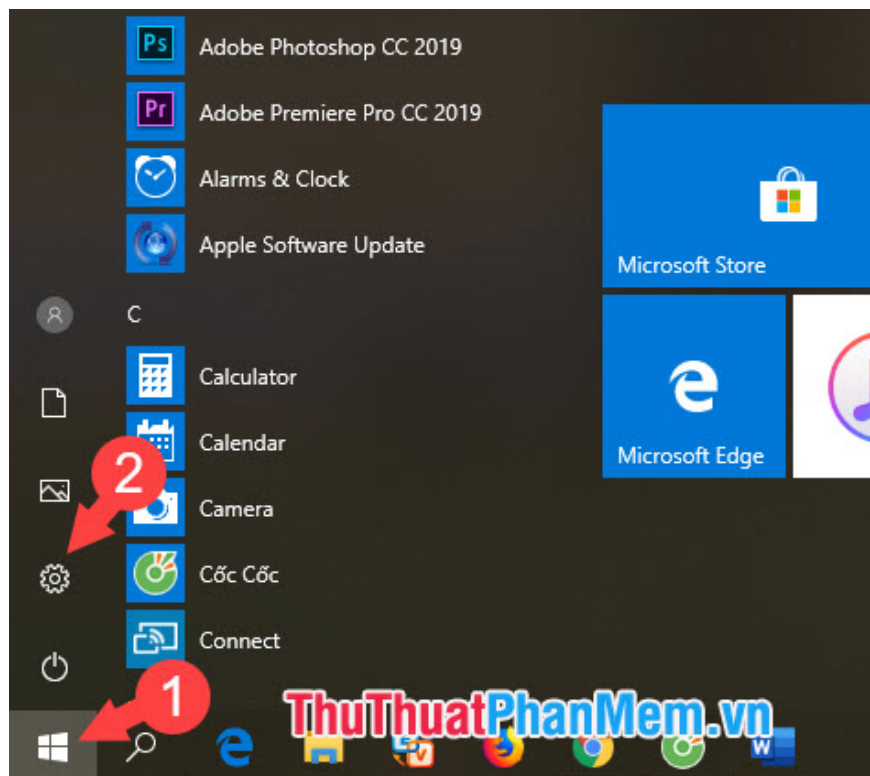 Ps Adobe Photoshop CC 2019
Pr Adobe Premiere Pro CC 2019
Alarms & Clock
Apple Software Update
C
Calculator
Calendar
Camera
Cốc Cốc
Connect
Microsoft Store
Microsoft Edge
2
1
ThuThuatPhanMem.vn
V
W